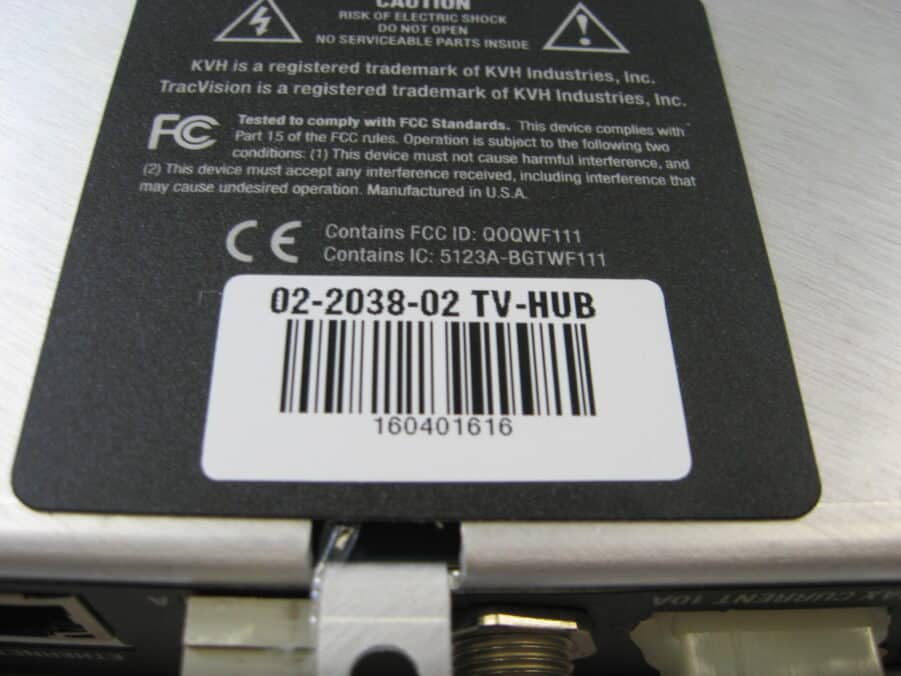 CAUTION
RISK OF ELECTRIC SHOCK
DO NOT OPEN
NO SERVICEABLE PARTS INSIDE
KVH is a registered trademark of KVH Industries, Inc.
TracVision is a registered trademark of KVH Industries, Inc.
FC Tested to comply with FCC Standards. This device complies with
Part 15 of the FCC rules. Operation is subject to the following two
conditions: (1) This device must not cause harmful interference, and
(2) This device must accept any interference received, including interference that
may cause undesired operation. Manufactured in U.S.A.
CE Contains FCC ID: QOQWF111
Contains IC: 5123A-BGTWF111
02-2038-02 TV-HUB
160401616
A
MAX CURRENT 10A
ETHERNET